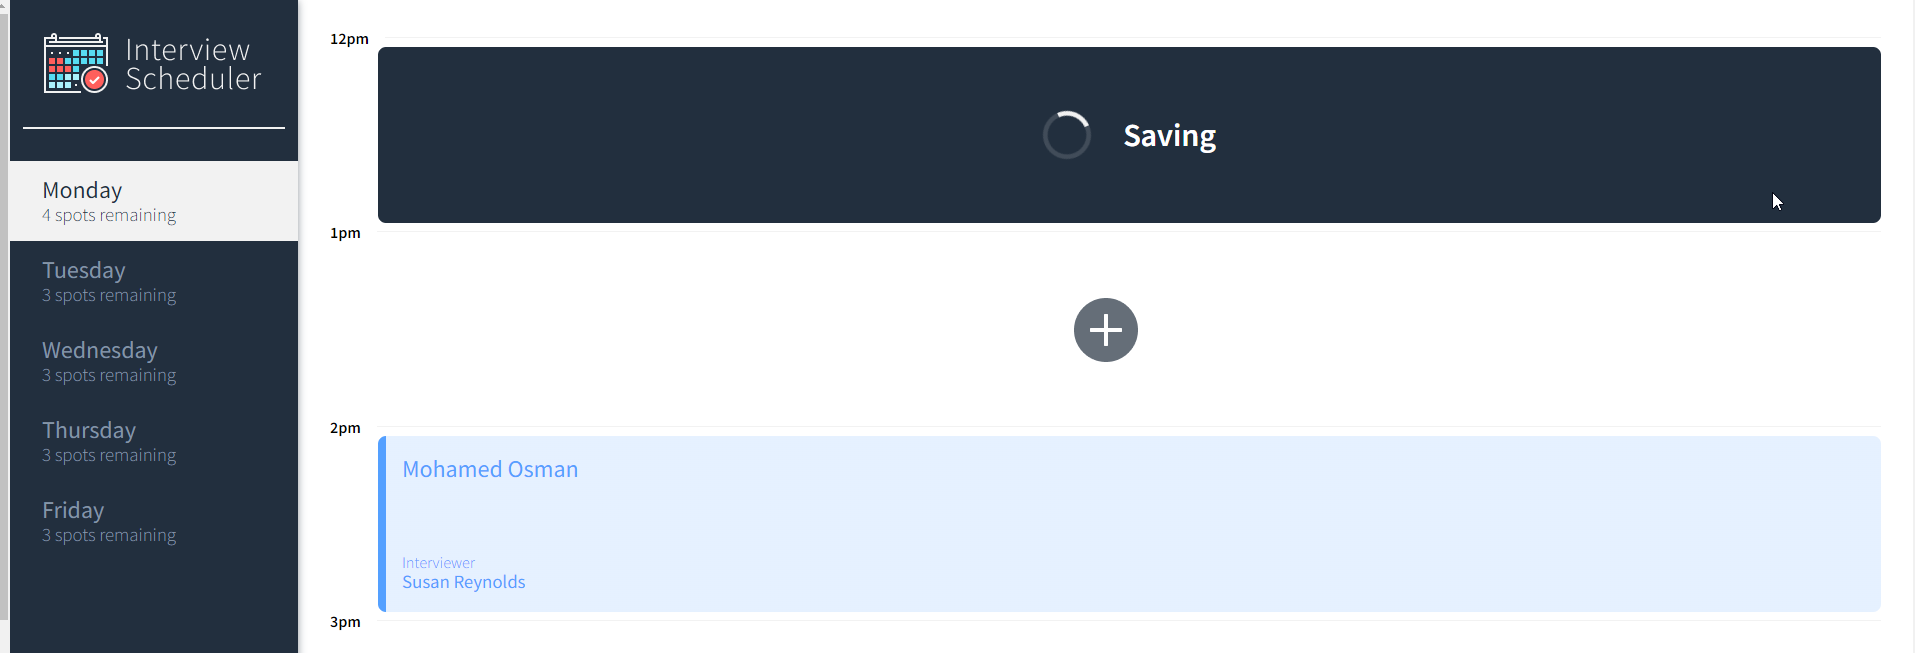 Interview
Scheduler
Monday
4 spots remaining
Tuesday
3 spots remaining
Wednesday
3 spots remaining
Thursday
3 spots remaining
Friday
3 spots remaining
12pm
Saving
1pm
2pm
Mohamed Osman
Interviewer
Susan Reynolds
3pm